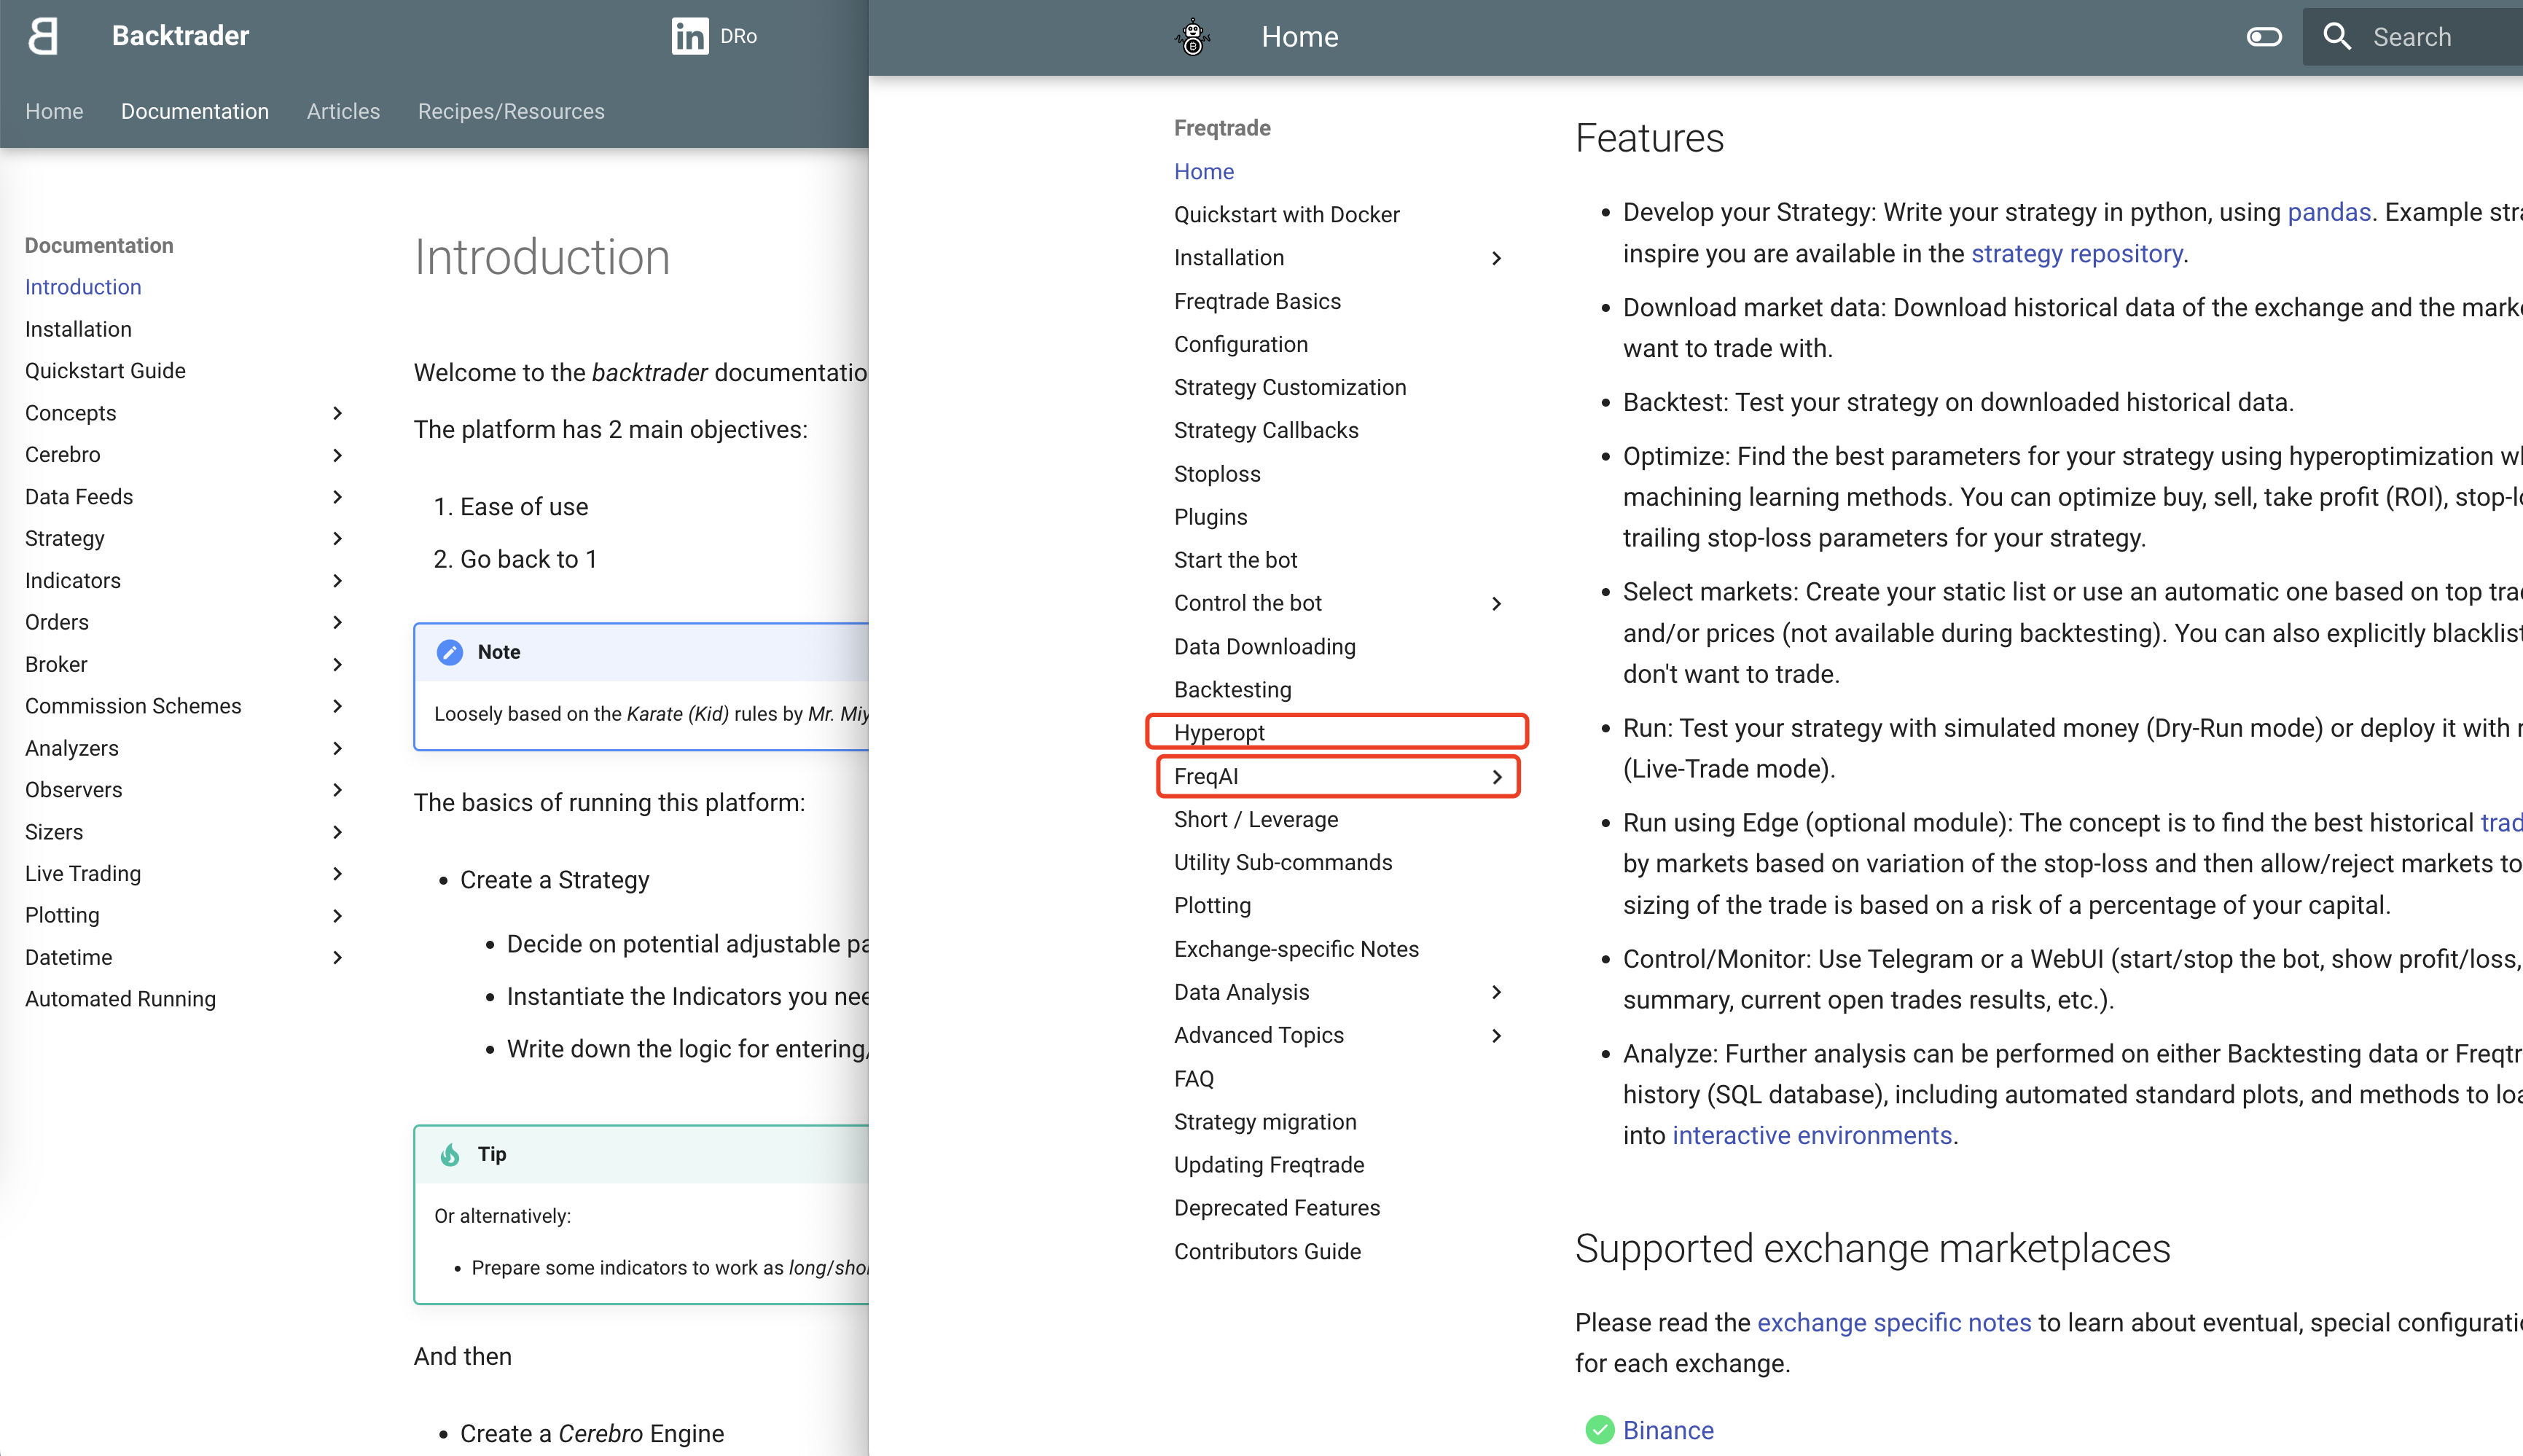 Backtrader
DRo
Home Documentation Articles Recipes/Resources
Documentation
Introduction
Installation
Quickstart Guide
Concepts
Cerebro
Data Feeds
Strategy
Indicators
Orders
Broker
Commission Schemes
Analyzers
Observers
Sizers
Live Trading
Plotting
Datetime
Automated Running
Introduction
Welcome to the backtrader documentatio
The platform has 2 main objectives:
1. Ease of use
2. Go back to 1
Note
Loosely based on the Karate (Kid) rules by Mr. Miy
The basics of running this platform:
• Create a Strategy
• Decide on potential adjustable pa
• Instantiate the Indicators you nee
• Write down the logic for entering/
Tip
Or alternatively:
• Prepare some indicators to work as long/shor
And then
• Create a Cerebro Engine
Home
Search
Freqtrade
Home
Quickstart with Docker
Installation
Freqtrade Basics
Configuration
Strategy Customization
Strategy Callbacks
Stoploss
Plugins
Start the bot
Control the bot
Data Downloading
Backtesting
Hyperopt
FreqAI
Short / Leverage
Utility Sub-commands
Plotting
Exchange-specific Notes
Data Analysis
Advanced Topics
FAQ
Strategy migration
Updating Freqtrade
Deprecated Features
Contributors Guide
Features
• Develop your Strategy: Write your strategy in python, using pandas. Example stra
inspire you are available in the strategy repository.
• Download market data: Download historical data of the exchange and the marke
want to trade with.
• Backtest: Test your strategy on downloaded historical data.
• Optimize: Find the best parameters for your strategy using hyperoptimization wh
machining learning methods. You can optimize buy, sell, take profit (ROI), stop-lo
trailing stop-loss parameters for your strategy.
• Select markets: Create your static list or use an automatic one based on top trad
and/or prices (not available during backtesting). You can also explicitly blacklist
don't want to trade.
• Run: Test your strategy with simulated money (Dry-Run mode) or deploy it with r
(Live-Trade mode).
• Run using Edge (optional module): The concept is to find the best historical trad
by markets based on variation of the stop-loss and then allow/reject markets to
sizing of the trade is based on a risk of a percentage of your capital.
• Control/Monitor: Use Telegram or a WebUI (start/stop the bot, show profit/loss,
summary, current open trades results, etc.).
• Analyze: Further analysis can be performed on either Backtesting data or Freqtr
history (SQL database), including automated standard plots, and methods to loa
into interactive environments.
Supported exchange marketplaces
Please read the exchange specific notes to learn about eventual, special configuratio
for each exchange.
Binance